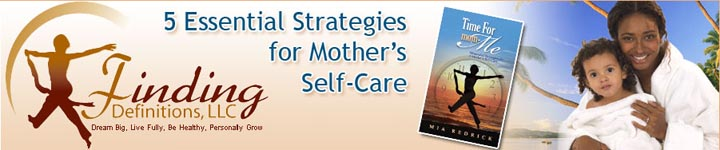 Finding
Definitions, LLC
Dream Big, Live Fully, Be Healthy, Personally Grow
5 Essential Strategies
for Mother's
Self-Care
Time For
mom-Me
MIA REDRICK